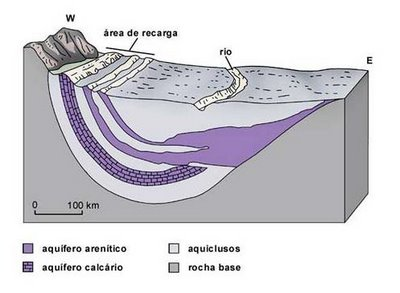 W
área de recarga
rio
E
0 100 km
aquífero arenítico
aquiclusos
aquífero calcário
rocha base